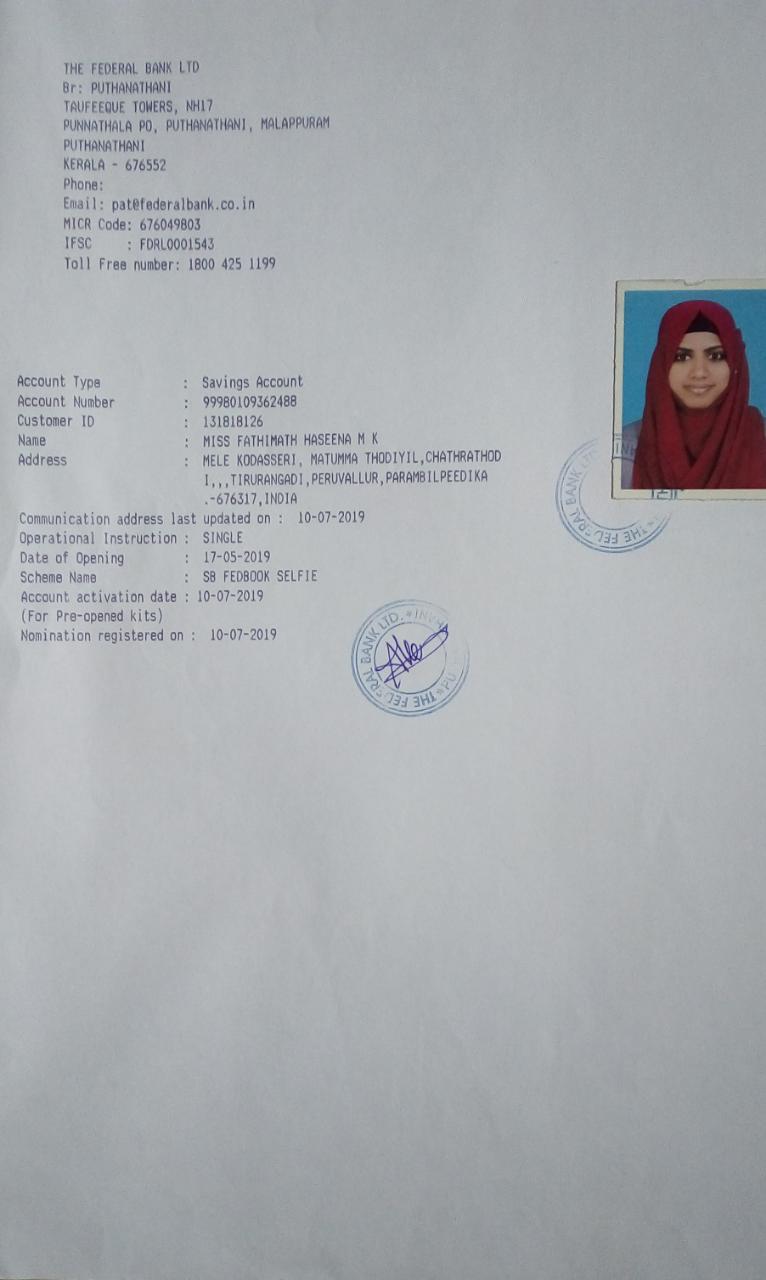 THE FEDERAL BANK LTD
Br: PUTHANATHANI
TAUFEEQUE TOWERS, NH17
PUNNATHALA PO, PUTHANATHANI, MALAPPURAM
PUTHANATHANI
KERALA - 676552
Phone:
Email: pat@federalbank.co.in
MICR Code: 676049803
IFSC : FDRL0001543
Toll Free number: 1800 425 1199
Account Type : Savings Account
Account Number : 99980109362488
Customer ID : 131818126
Name : MISS FATHIMATH HASEENA M K
Address : MELE KODASSERI, MATUMMA THODIYIL,CHATHRATHOD
I,,,TIRURANGADI,PERUVALLUR,PARAMBILPEEDIKA
.-676317,INDIA
Communication address last updated on : 10-07-2019
Operational Instruction : SINGLE
Date of Opening : 17-05-2019
Scheme Name : SB FEDBOOK SELFIE
Account activation date : 10-07-2019
(For Pre-opened kits)
Nomination registered on : 10-07-2019
THE FEDERAL BANK LTD.
THE FEDERAL BANK LTD.